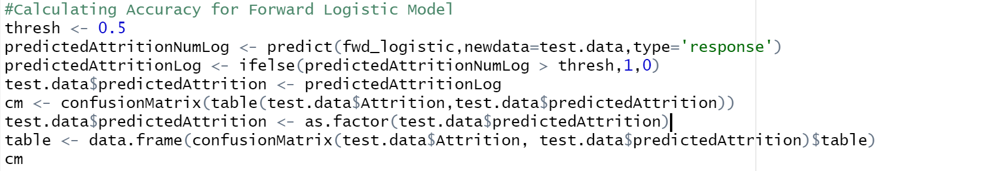 #Calculating Accuracy for Forward Logistic Model
thresh <- 0.5
predictedAttritionNumLog <- predict(fwd_logistic,newdata=test.data,type='response')
predictedAttritionLog <- ifelse(predictedAttritionNumLog > thresh,1,0)
test.data$predictedAttrition <- predictedAttritionLog
cm <- confusionMatrix(table(test.data$Attrition,test.data$predictedAttrition))
test.data$predictedAttrition <- as.factor(test.data$predictedAttrition)
table <- data.frame(confusionMatrix(test.data$Attrition, test.data$predictedAttrition)$table)
cm